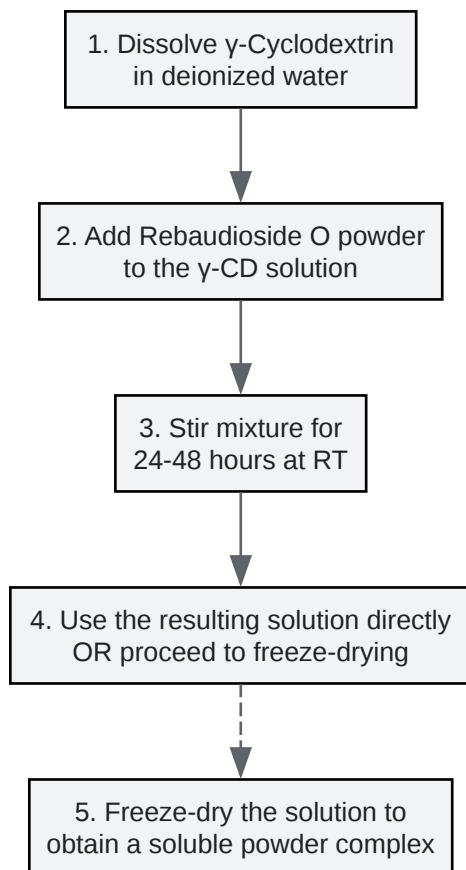 1. Dissolve γ-Cyclodextrin
in deionized water
2. Add Rebaudioside O powder
to the γ-CD solution
3. Stir mixture for
24-48 hours at RT
4. Use the resulting solution directly
OR proceed to freeze-drying
5. Freeze-dry the solution to
obtain a soluble powder complex